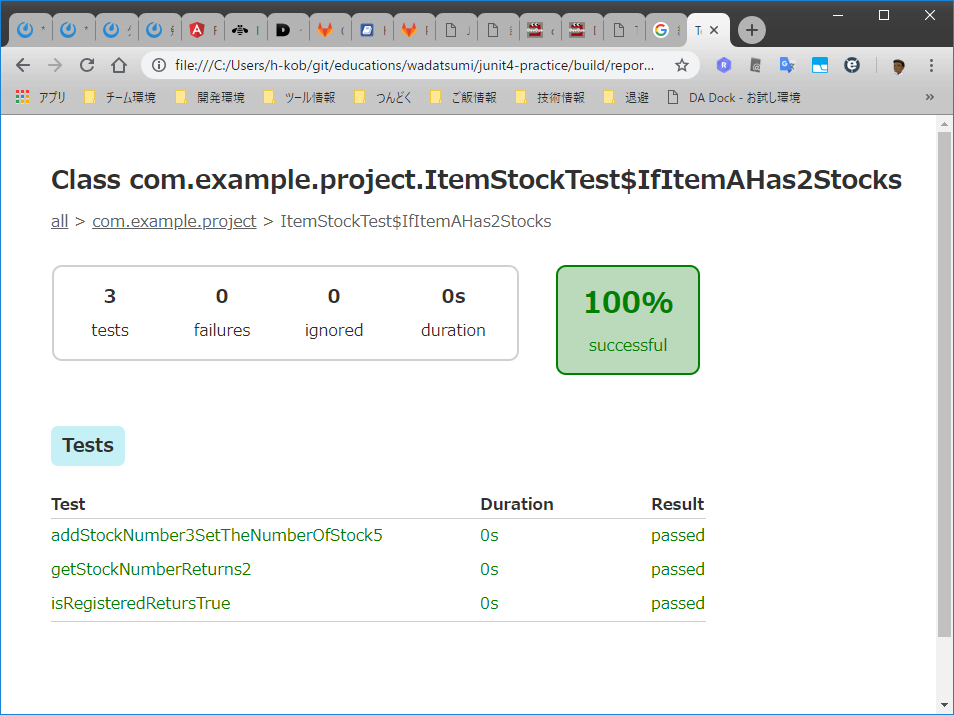 file:///C:/Users/h-kob/git/educations/wadatsumi/junit4-practice/build/repor...
アプリ チーム環境 開発環境 ツール情報 つんどく ご飯情報 技術情報 退避 DA Dock - お試し環境 »
Class com.example.project.ItemStockTest$IfItemAHas2Stocks
all > com.example.project > ItemStockTest$IfItemAHas2Stocks
3 0 0 0s
tests failures ignored duration
100%
successful
Tests
Test Duration Result
addStockNumber3SetTheNumberOfStock5 0s passed
getStockNumberReturns2 0s passed
isRegisteredRetursTrue 0s passed